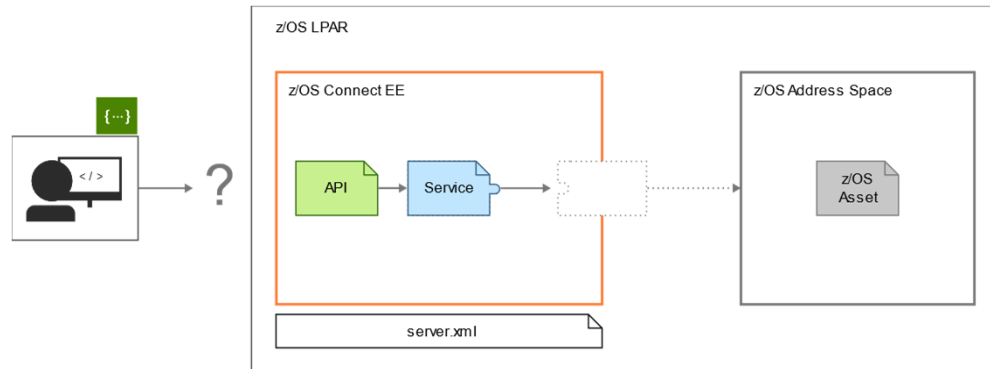 z/OS LPAR
z/OS Connect EE
z/OS Address Space
{...}
</>
?
API
Service
z/OS
Asset
server.xml